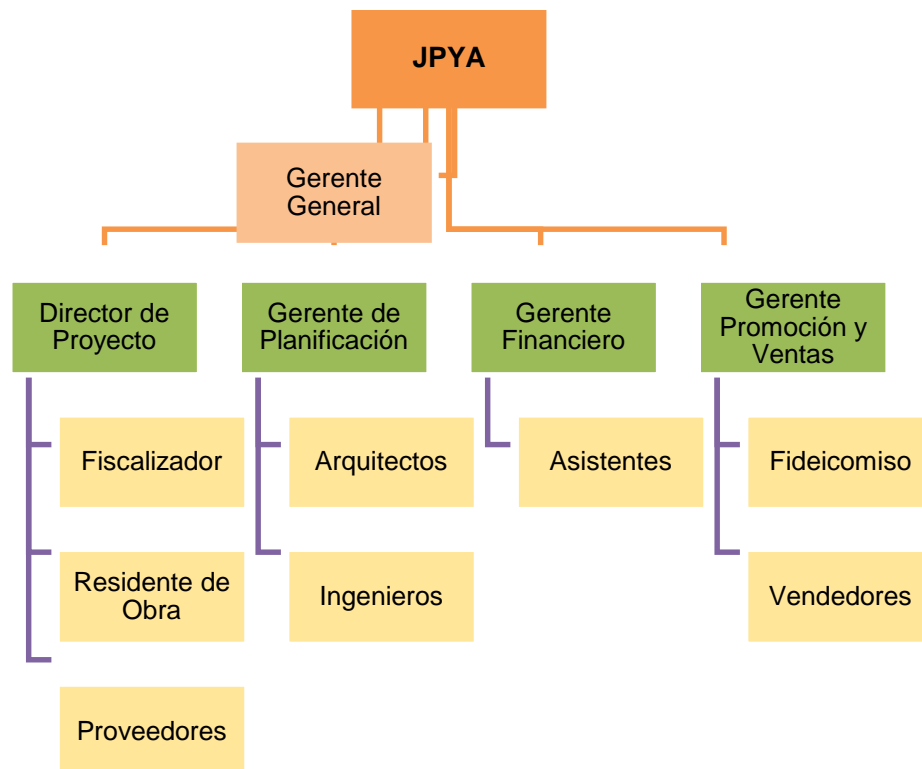 JPYA
Gerente
General
Director de
Proyecto
Gerente de
Planificación
Gerente
Financiero
Gerente
Promoción y
Ventas
Fiscalizador
Arquitectos
Asistentes
Fideicomiso
Residente de
Obra
Ingenieros
Vendedores
Proveedores